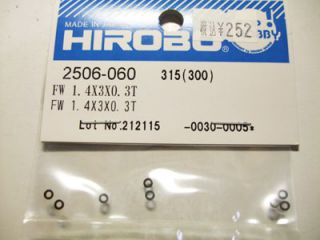 MADE IN JAPAN
HIROBO
税込¥252
2506-060 315(300)
FW 1.4X3X0.3T
FW 1.4X3X0.3T
Lot No.212115 -0030-0005*